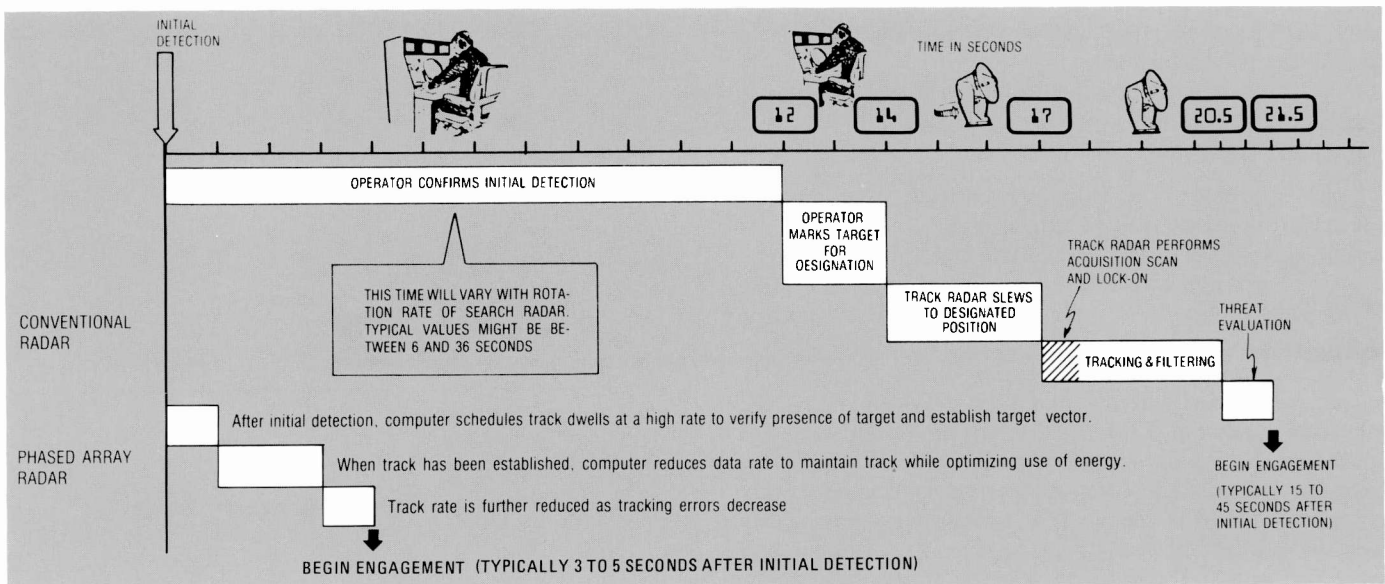 INITIAL
DETECTION
TIME IN SECONDS
12
14
17
20.5
21.5
OPERATOR CONFIRMS INITIAL DETECTION
OPERATOR
MARKS TARGET
FOR
DESIGNATION
THIS TIME WILL VARY WITH ROTA-
TION RATE OF SEARCH RADAR.
TYPICAL VALUES MIGHT BE BE-
TWEEN 6 AND 36 SECONDS
TRACK RADAR SLEWS
TO DESIGNATED
POSITION
TRACK RADAR PERFORMS
ACQUISITION SCAN
AND LOCK-ON
THREAT
EVALUATION
CONVENTIONAL
RADAR
TRACKING & FILTERING
After initial detection, computer schedules track dwells at a high rate to verify presence of target and establish target vector.
PHASED ARRAY
RADAR
When track has been established, computer reduces data rate to maintain track while optimizing use of energy.
Track rate is further reduced as tracking errors decrease
BEGIN ENGAGEMENT
(TYPICALLY 15 TO
45 SECONDS AFTER
INITIAL DETECTION)
BEGIN ENGAGEMENT (TYPICALLY 3 TO 5 SECONDS AFTER INITIAL DETECTION)